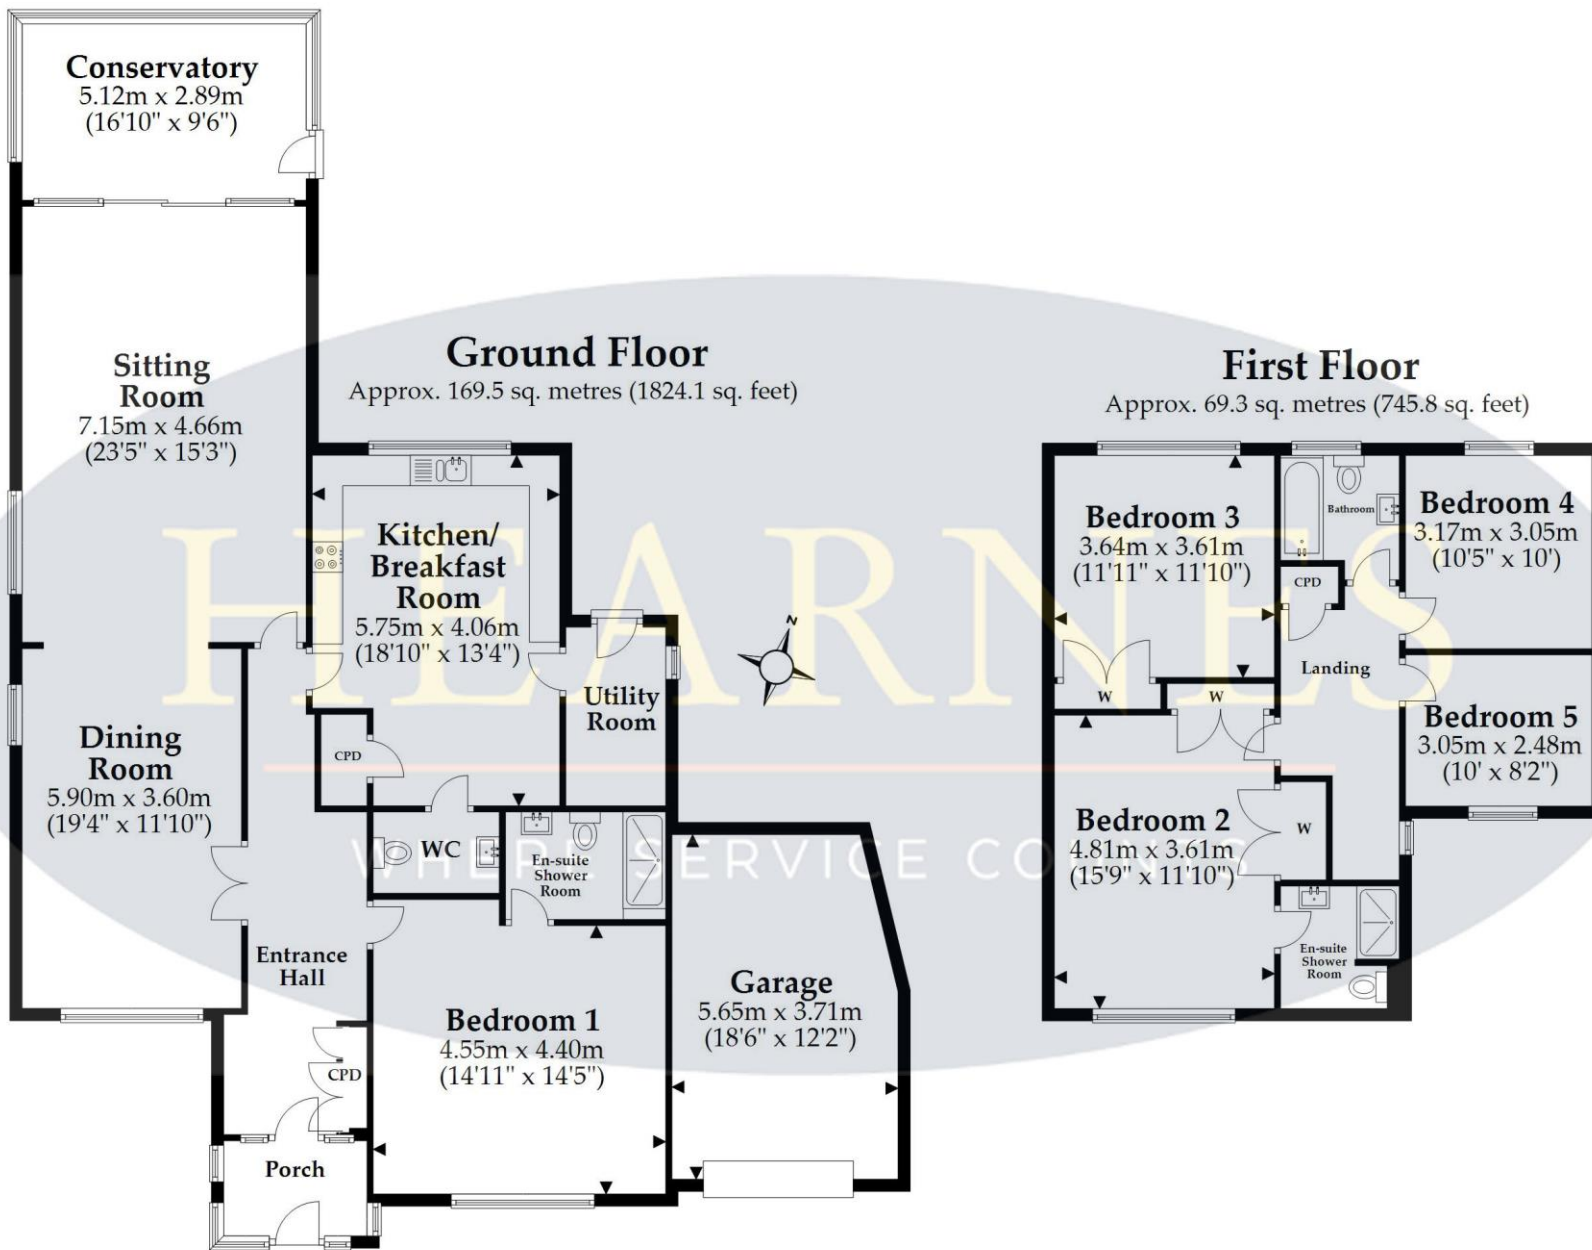 Conservatory
5.12m x 2.89m
(16'10" x 9'6")
Sitting
Room
7.15m x 4.66m
(23'5" x 15'3")
Ground Floor
Approx. 169.5 sq. metres (1824.1 sq. feet)
Kitchen/
Breakfast
Room
5.75m x 4.06m
(18'10" x 13'4")
Utility
Room
Dining
Room
5.90m x 3.60m
(19'4" x 11'10")
CPD
WC
En-suite
Shower
Room
Entrance
Hall
Bedroom 1
4.55m x 4.40m
(14'11" x 14'5")
Garage
5.65m x 3.71m
(18'6" x 12'2")
CPD
Porch
N
First Floor
Approx. 69.3 sq. metres (745.8 sq. feet)
Bedroom 3
3.64m x 3.61m
(11'11" x 11'10")
Bathroom
Bedroom 4
3.17m x 3.05m
(10'5" x 10')
CPD
Landing
W
W
Bedroom 5
3.05m x 2.48m
(10' x 8'2")
Bedroom 2
4.81m x 3.61m
(15'9" x 11'10")
W
En-suite
Shower
Room
HEARNES
WHERE SERVICE COUNTS